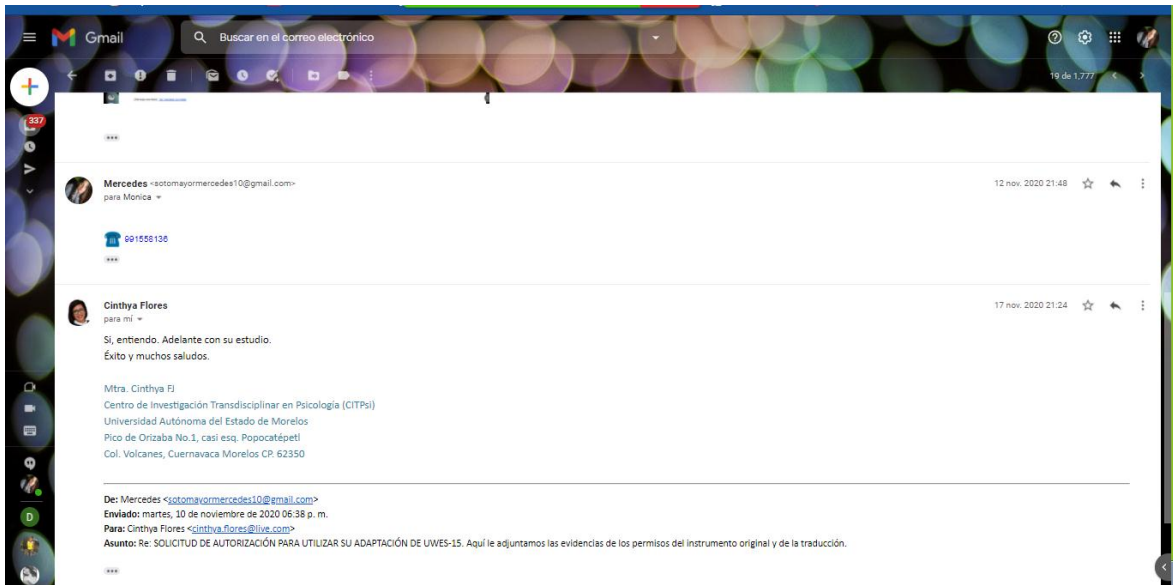 Gmail
Buscar en el correo electrónico
19 de 1,777
337
Mercedes <sotomayormercedes10@gmail.com>
12 nov. 2020 21:48
para Monica
991558136
Cinthya Flores
17 nov. 2020 21:24
para mí
Si, entiendo. Adelante con su estudio.
Éxito y muchos saludos.
Mtra. Cinthya FJ
Centro de Investigación Transdisciplinar en Psicología (CITPsi)
Universidad Autónoma del Estado de Morelos
Pico de Orizaba No.1, casi esq. Popocatépetl
Col. Volcanes, Cuernavaca Morelos CP. 62350
De: Mercedes <sotomayormercedes10@gmail.com>
Enviado: martes, 10 de noviembre de 2020 06:38 p. m.
Para: Cinthya Flores <cinthya.flores@live.com>
Asunto: Re: SOLICITUD DE AUTORIZACIÓN PARA UTILIZAR SU ADAPTACIÓN DE UWES-15. Aquí le adjuntamos las evidencias de los permisos del instrumento original y de la traducción.
D